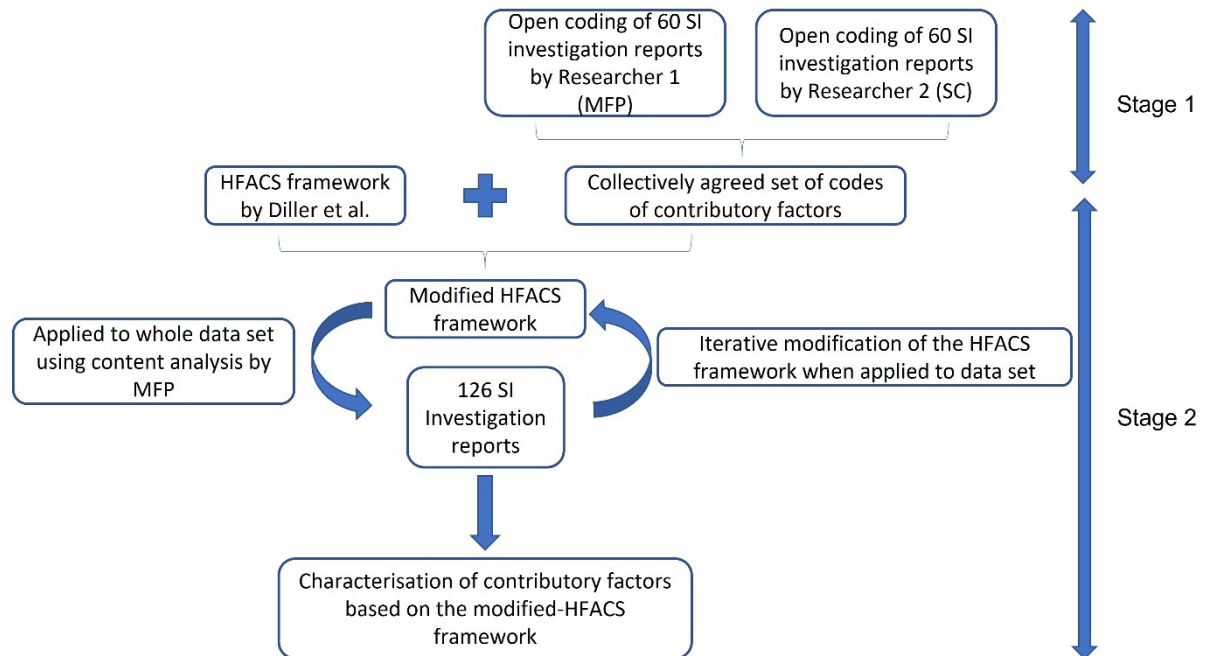 Open coding of 60 SI
investigation reports
by Researcher 1
(MFP)
Open coding of 60 SI
investigation reports
by Researcher 2 (SC)
Stage 1
HFACS framework
by Diller et al.
Collectively agreed set of codes
of contributory factors
Modified HFACS
framework
Applied to whole data set
using content analysis by
MFP
Iterative modification of the HFACS
framework when applied to data set
126 SI
Investigation
reports
Stage 2
Characterisation of contributory factors
based on the modified-HFACS
framework